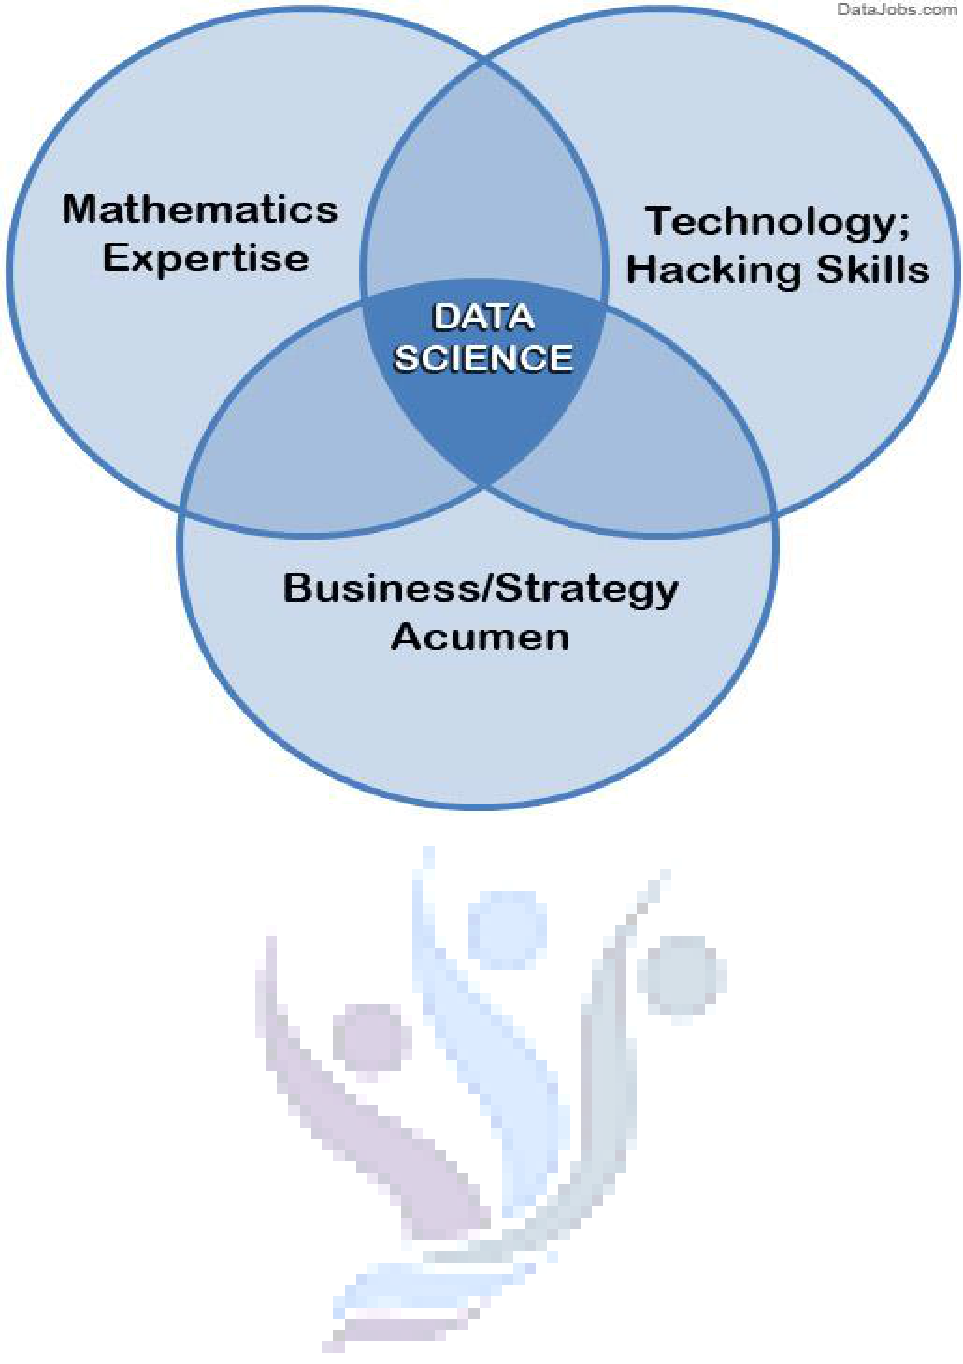 DataJobs.com
Mathematics
Expertise
Technology;
Hacking Skills
DATA
SCIENCE
Business/Strategy
Acumen